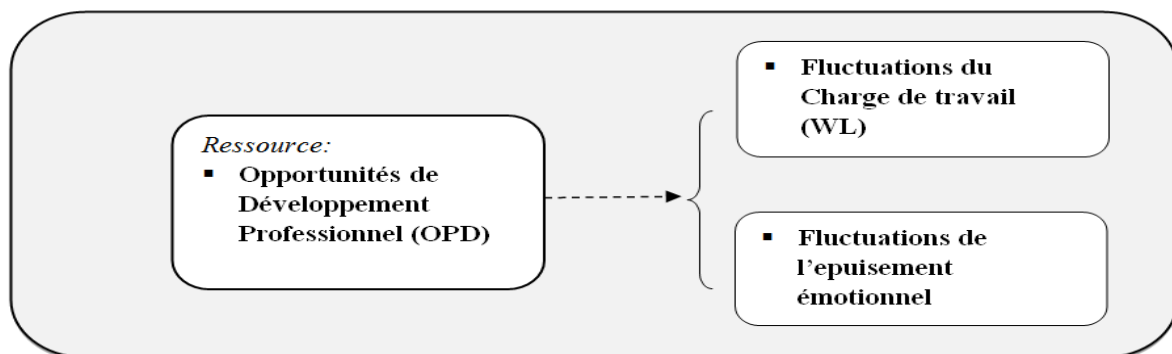 Ressource:
▪ Opportunités de
Développement
Professionnel (OPD)
▪ Fluctuations du
Charge de travail
(WL)
▪ Fluctuations de
l’epuisement
émotionnel